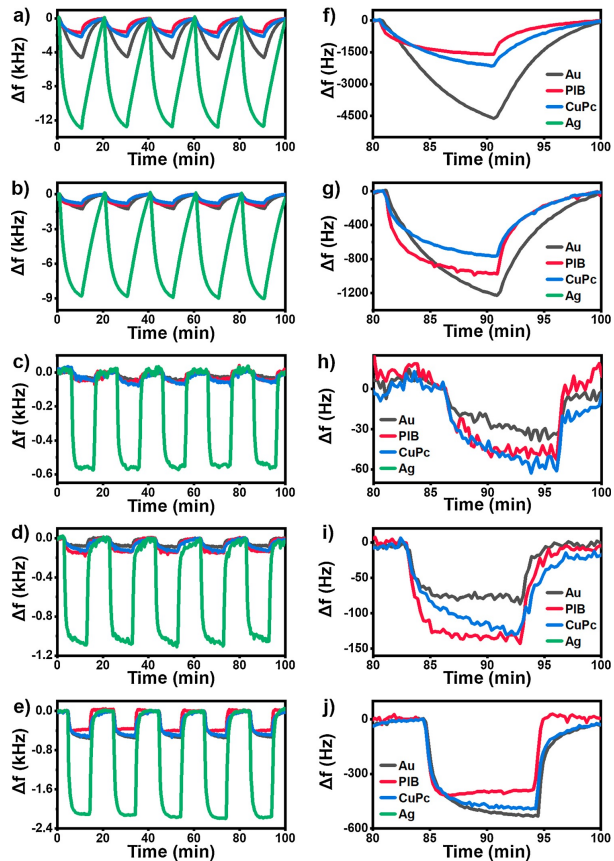 a)
0
-4
-8
-12
Δf (kHz)
0 20 40 60 80 100
Time (min)
f)
0
-1500
-3000
-4500
Δf (Hz)
Au
PIB
CuPc
Ag
80 85 90 95 100
Time (min)
b)
0
-3
-6
-9
Δf (kHz)
0 20 40 60 80 100
Time (min)
g)
0
-400
-800
-1200
Δf (Hz)
Au
PIB
CuPc
Ag
80 85 90 95 100
Time (min)
c)
0.0
-0.2
-0.4
-0.6
Δf (kHz)
0 20 40 60 80 100
Time (min)
h)
0
-30
-60
Δf (Hz)
Au
PIB
CuPc
Ag
80 85 90 95 100
Time (min)
d)
0.0
-0.4
-0.8
-1.2
Δf (kHz)
0 20 40 60 80 100
Time (min)
i)
0
-50
-100
-150
Δf (Hz)
Au
PIB
CuPc
Ag
80 85 90 95 100
Time (min)
e)
0.0
-0.8
-1.6
-2.4
Δf (kHz)
0 20 40 60 80 100
Time (min)
j)
0
-300
-600
Δf (Hz)
Au
PIB
CuPc
Ag
80 85 90 95 100
Time (min)